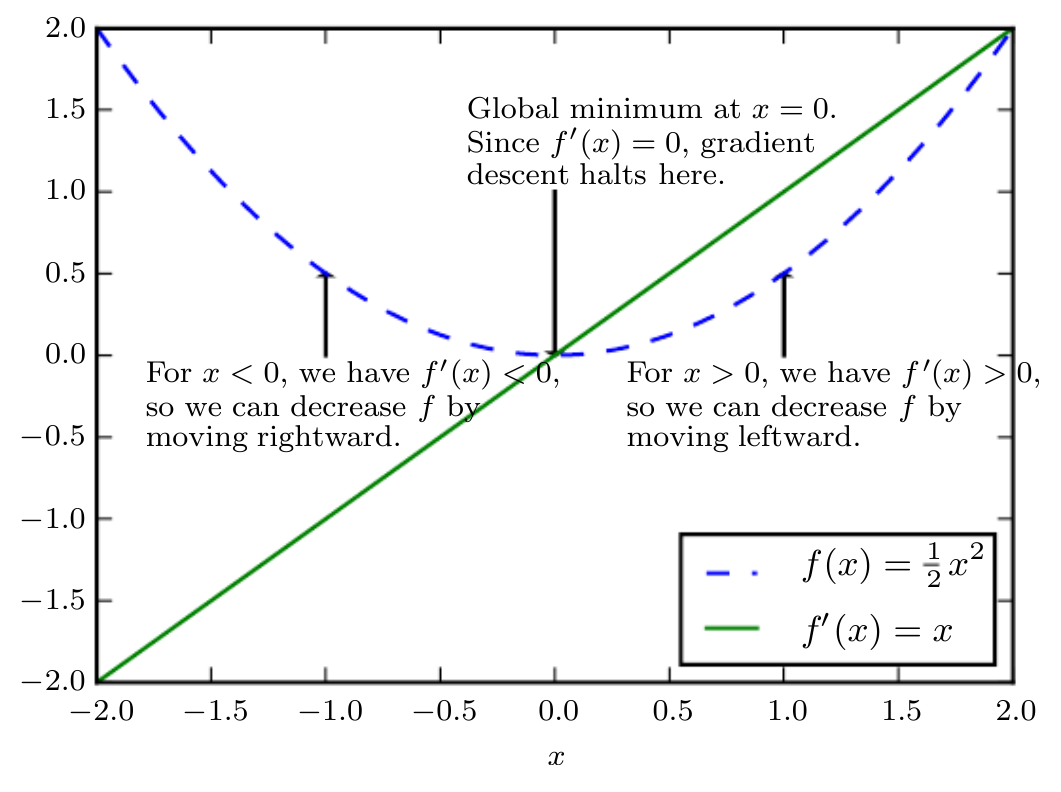 2.0
1.5
1.0
0.5
0.0
−0.5
−1.0
−1.5
−2.0
Global minimum at x = 0.
Since f′(x) = 0, gradient
descent halts here.
For x < 0, we have f′(x) < 0,
so we can decrease f by
moving rightward.
For x > 0, we have f′(x) > 0,
so we can decrease f by
moving leftward.
f(x) = ½x²
f′(x) = x
−2.0 −1.5 −1.0 −0.5 0.0 0.5 1.0 1.5 2.0
x